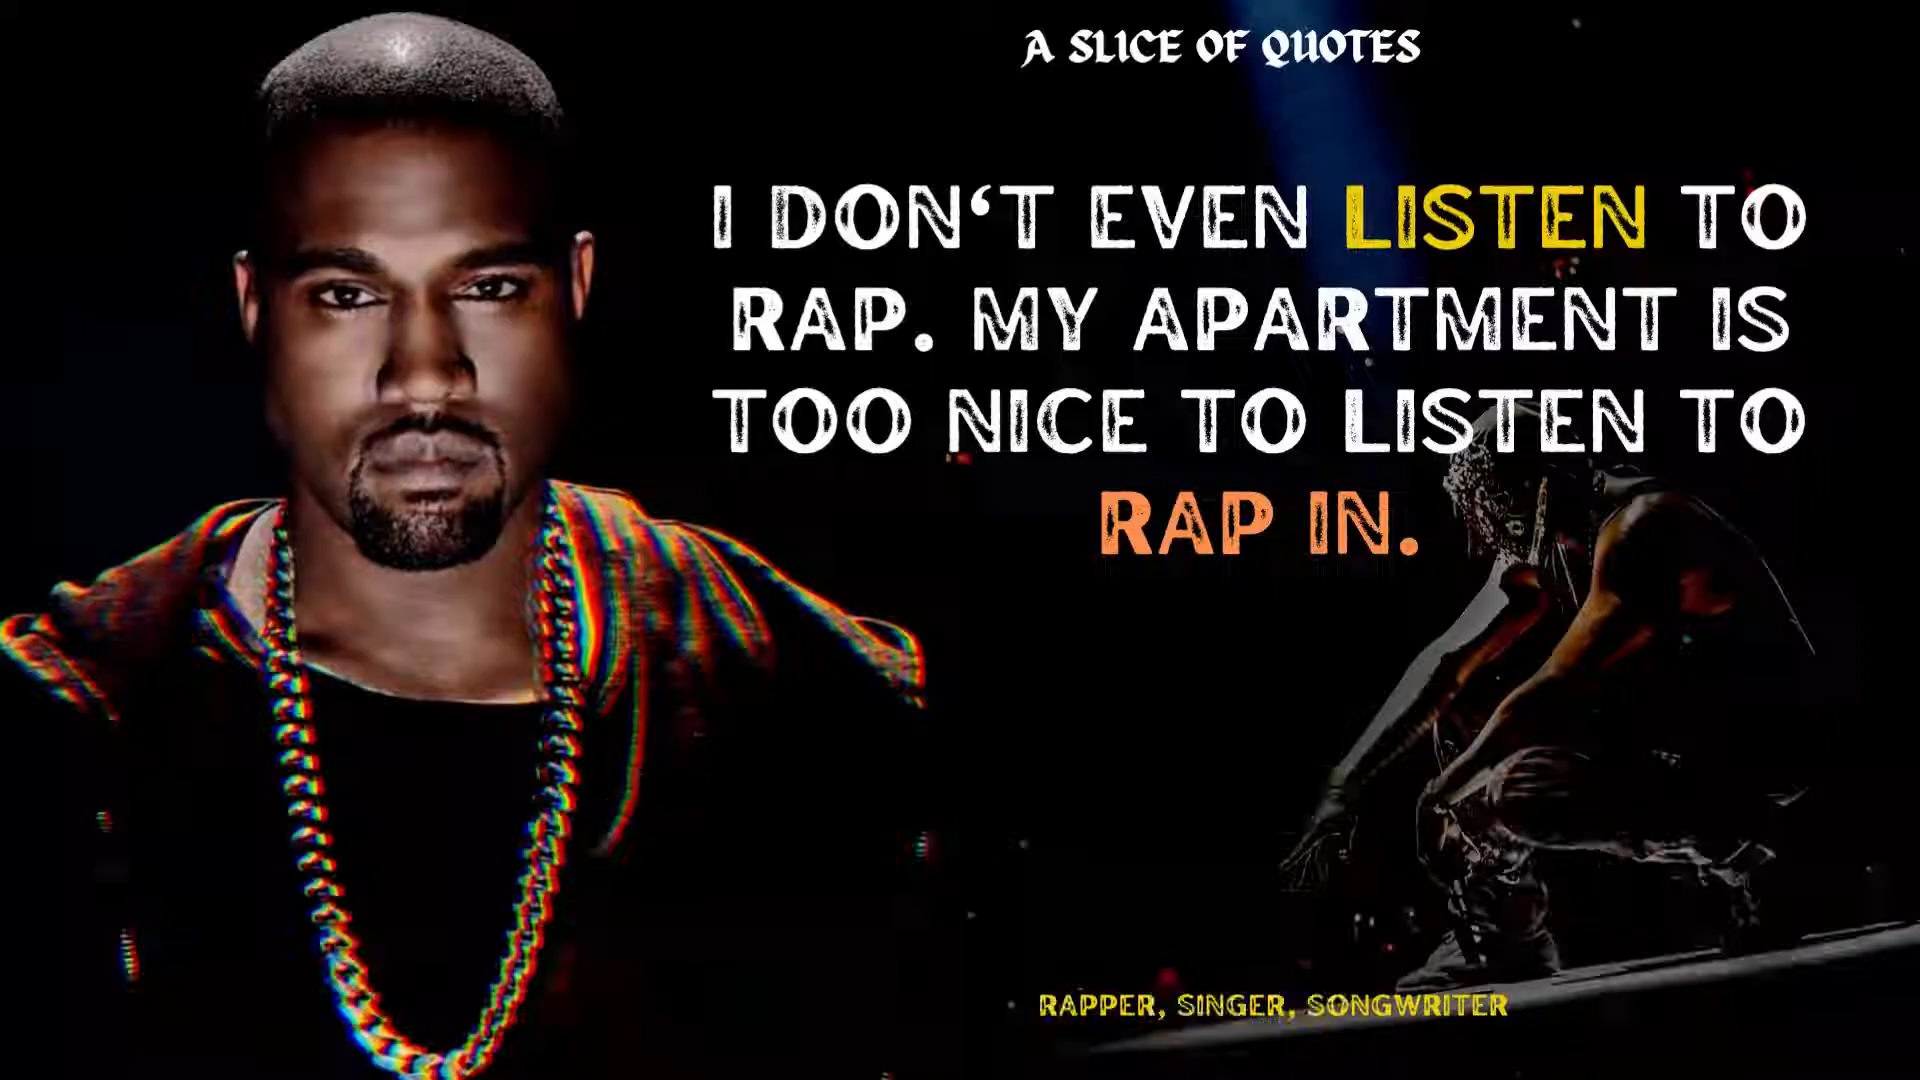 A SLICE OF QUOTES
I DON‘T EVEN LISTEN TO
RAP. MY APARTMENT IS
TOO NICE TO LISTEN TO
RAP IN.
RAPPER, SINGER, SONGWRITER